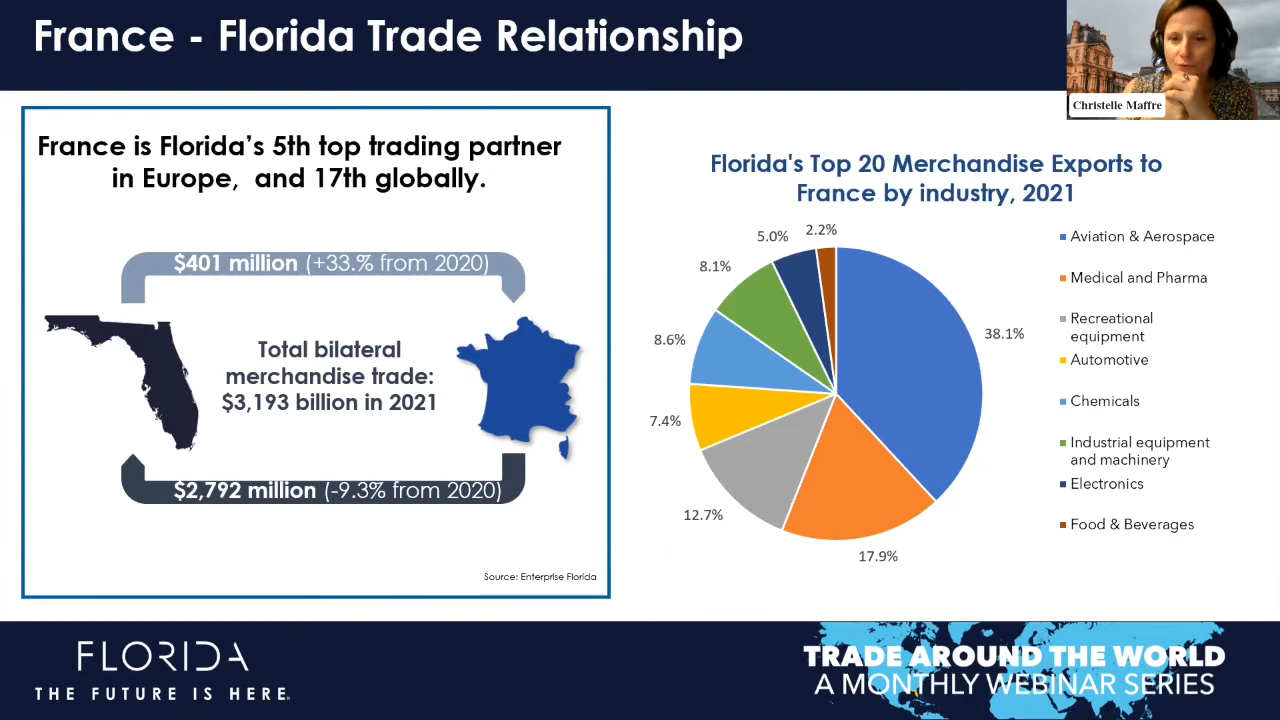 France - Florida Trade Relationship
Christelle Maffre
France is Florida's 5th top trading partner
in Europe,  and 17th globally.
$401 million (+33.% from 2020)
Total bilateral
merchandise trade:
$3,193 billion in 2021
$2,792 million (-9.3% from 2020)
Source: Enterprise Florida
Florida's Top 20 Merchandise Exports to
France by industry, 2021
2.2%
5.0%
8.1%
8.6%
7.4%
12.7%
17.9%
38.1%
Aviation & Aerospace
Medical and Pharma
Recreational
equipment
Automotive
Chemicals
Industrial equipment
and machinery
Electronics
Food & Beverages
FLORIDA
THE FUTURE IS HERE.
TRADE AROUND THE WORLD
A MONTHLY WEBINAR SERIES